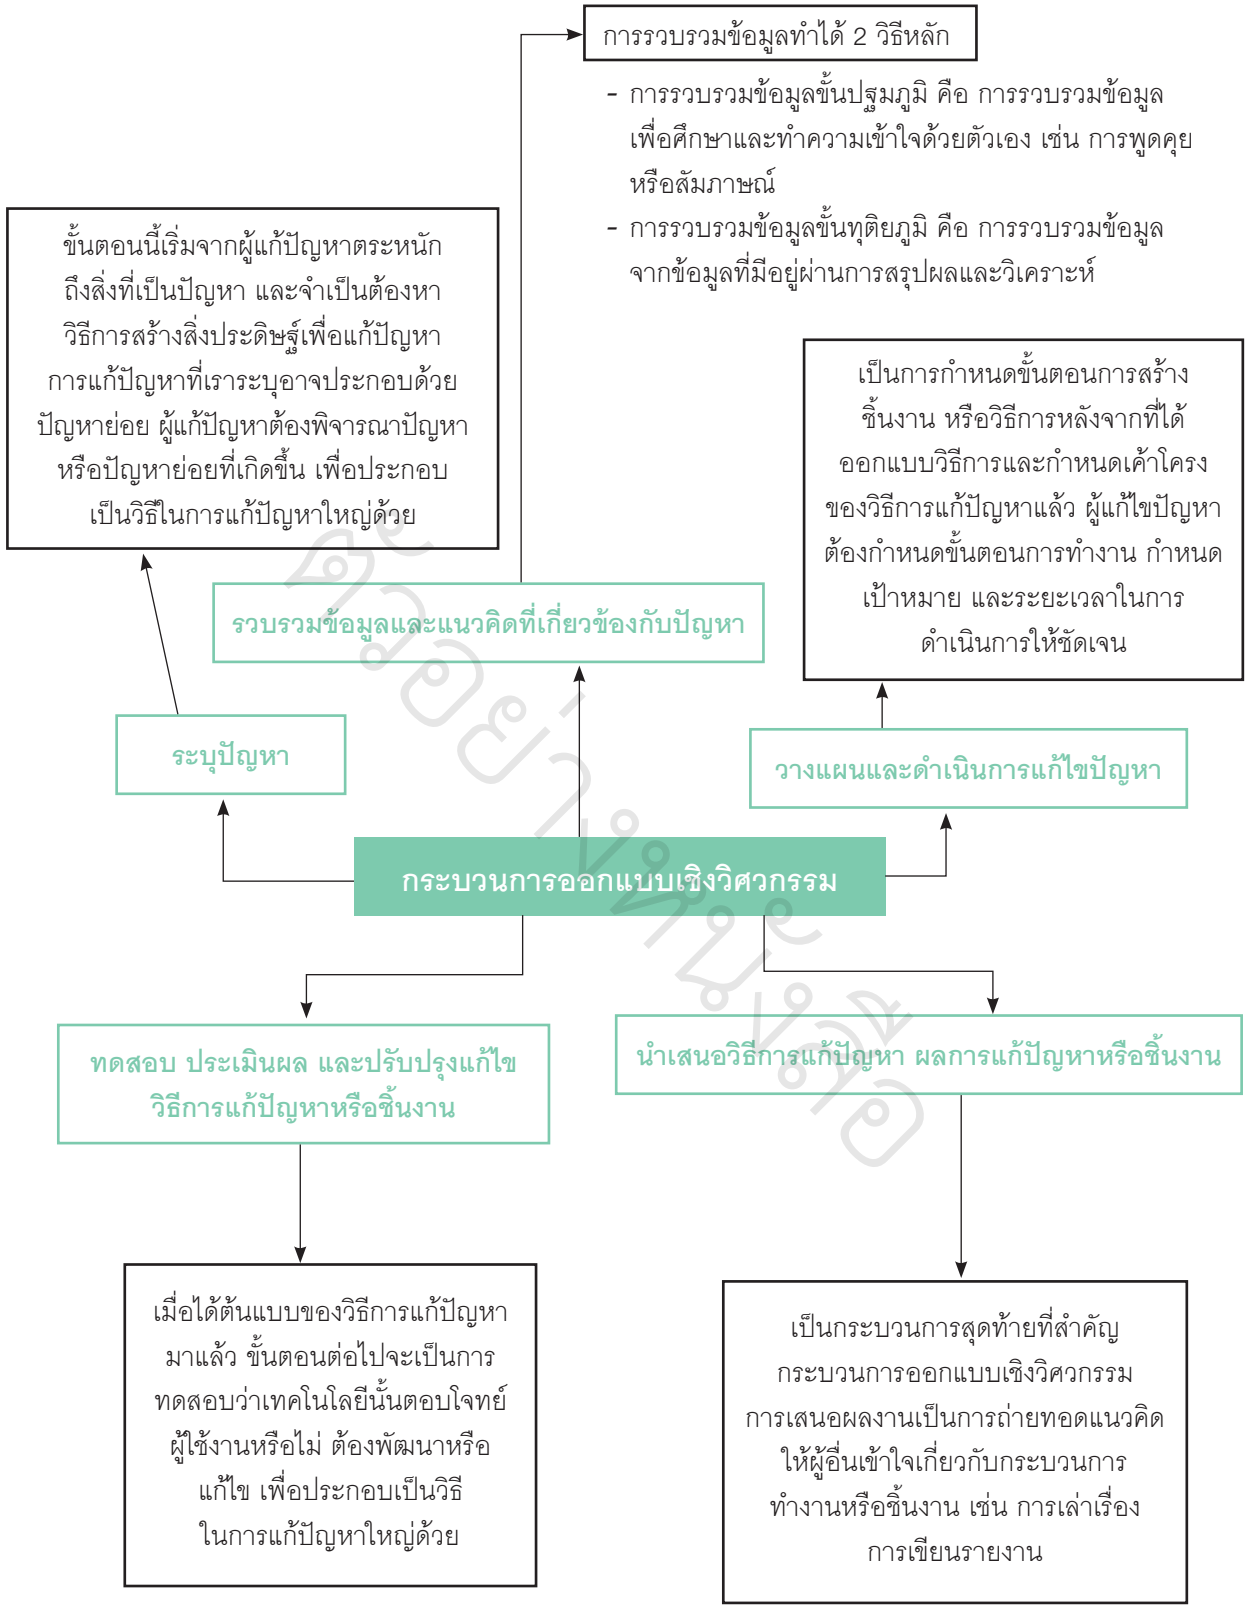 การรวบรวมข้อมูลทำได้ 2 วิธีหลัก
- การรวบรวมข้อมูลขั้นปฐมภูมิ คือ การรวบรวมข้อมูล
เพื่อศึกษาและทำความเข้าใจด้วยตัวเอง เช่น การพูดคุย
หรือสัมภาษณ์
- การรวบรวมข้อมูลขั้นทุติยภูมิ คือ การรวบรวมข้อมูล
จากข้อมูลที่มีอยู่ผ่านการสรุปผลและวิเคราะห์
ขั้นตอนนี้เริ่มจากผู้แก้ปัญหาตระหนัก
ถึงสิ่งที่เป็นปัญหา และจำเป็นต้องหา
วิธีการสร้างสิ่งประดิษฐ์เพื่อแก้ปัญหา
การแก้ปัญหาที่เราระบุอาจประกอบด้วย
ปัญหาย่อย ผู้แก้ปัญหาต้องพิจารณาปัญหา
หรือปัญหาย่อยที่เกิดขึ้น เพื่อประกอบ
เป็นวิธีในการแก้ปัญหาใหญ่ด้วย
เป็นการกำหนดขั้นตอนการสร้าง
ชิ้นงาน หรือวิธีการหลังจากที่ได้
ออกแบบวิธีการและกำหนดเค้าโครง
ของวิธีการแก้ปัญหาแล้ว ผู้แก้ไขปัญหา
ต้องกำหนดขั้นตอนการทำงาน กำหนด
เป้าหมาย และระยะเวลาในการ
ดำเนินการให้ชัดเจน
รวบรวมข้อมูลและแนวคิดที่เกี่ยวข้องกับปัญหา
ระบุปัญหา
วางแผนและดำเนินการแก้ไขปัญหา
กระบวนการออกแบบเชิงวิศวกรรม
ทดสอบ ประเมินผล และปรับปรุงแก้ไข
วิธีการแก้ปัญหาหรือชิ้นงาน
นำเสนอวิธีการแก้ปัญหา ผลการแก้ปัญหาหรือชิ้นงาน
เมื่อได้ต้นแบบของวิธีการแก้ปัญหา
มาแล้ว ขั้นตอนต่อไปจะเป็นการ
ทดสอบว่าเทคโนโลยีนั้นตอบโจทย์
ผู้ใช้งานหรือไม่ ต้องพัฒนาหรือ
แก้ไข เพื่อประกอบเป็นวิธี
ในการแก้ปัญหาใหญ่ด้วย
เป็นกระบวนการสุดท้ายที่สำคัญ
กระบวนการออกแบบเชิงวิศวกรรม
การเสนอผลงานเป็นการถ่ายทอดแนวคิด
ให้ผู้อื่นเข้าใจเกี่ยวกับกระบวนการ
ทำงานหรือชิ้นงาน เช่น การเล่าเรื่อง
การเขียนรายงาน